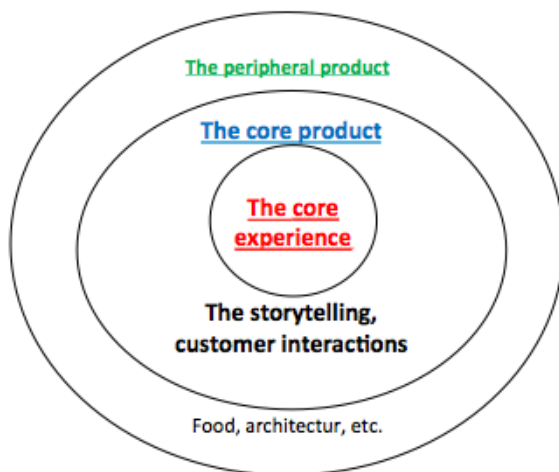 The peripheral product
The core product
The core
experience
The storytelling,
customer interactions
Food, architectur, etc.